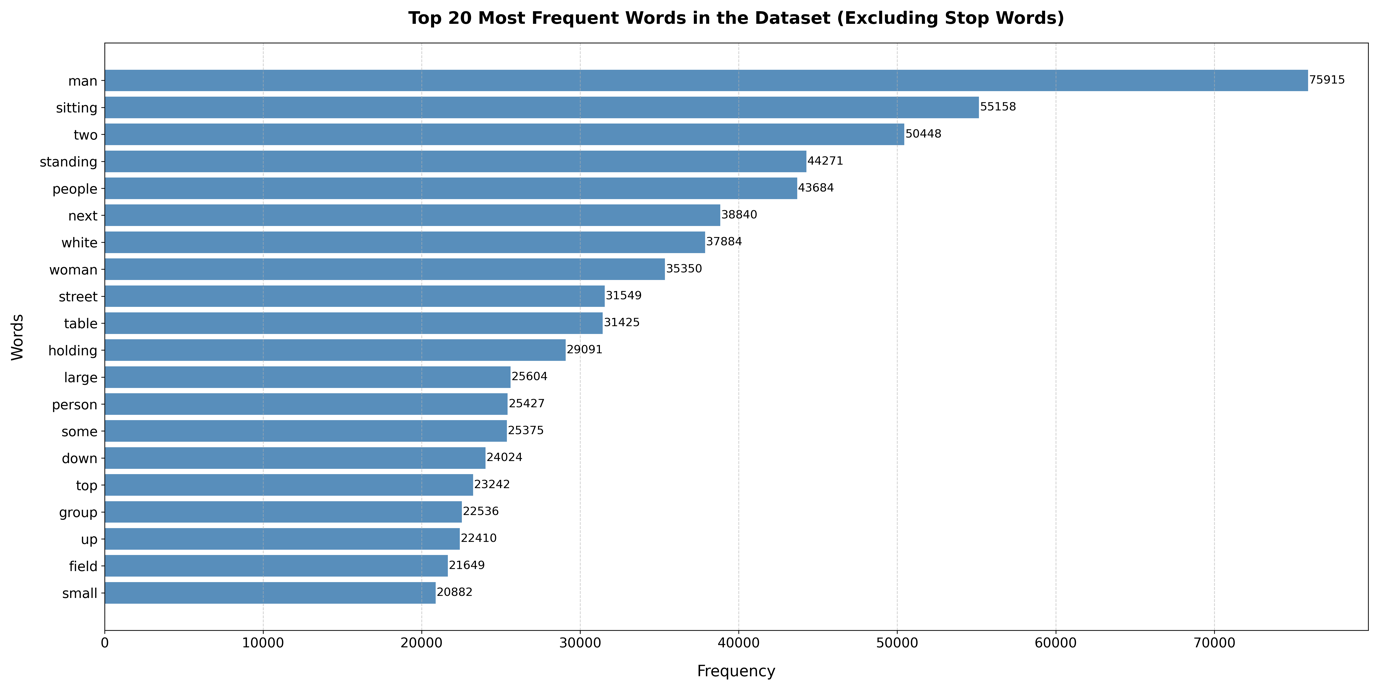 Top 20 Most Frequent Words in the Dataset (Excluding Stop Words)
man 75915
sitting 55158
two 50448
standing 44271
people 43684
next 38840
white 37884
woman 35350
street 31549
table 31425
holding 29091
large 25604
person 25427
some 25375
down 24024
top 23242
group 22536
up 22410
field 21649
small 20882
Words
0 10000 20000 30000 40000 50000 60000 70000
Frequency